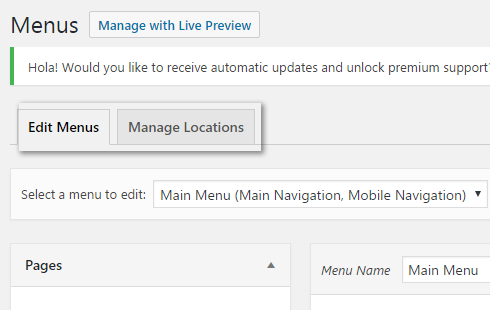 Menus Manage with Live Preview
Hola! Would you like to receive automatic updates and unlock premium support?
Edit Menus Manage Locations
Select a menu to edit: Main Menu (Main Navigation, Mobile Navigation)
Pages Menu Name Main Menu